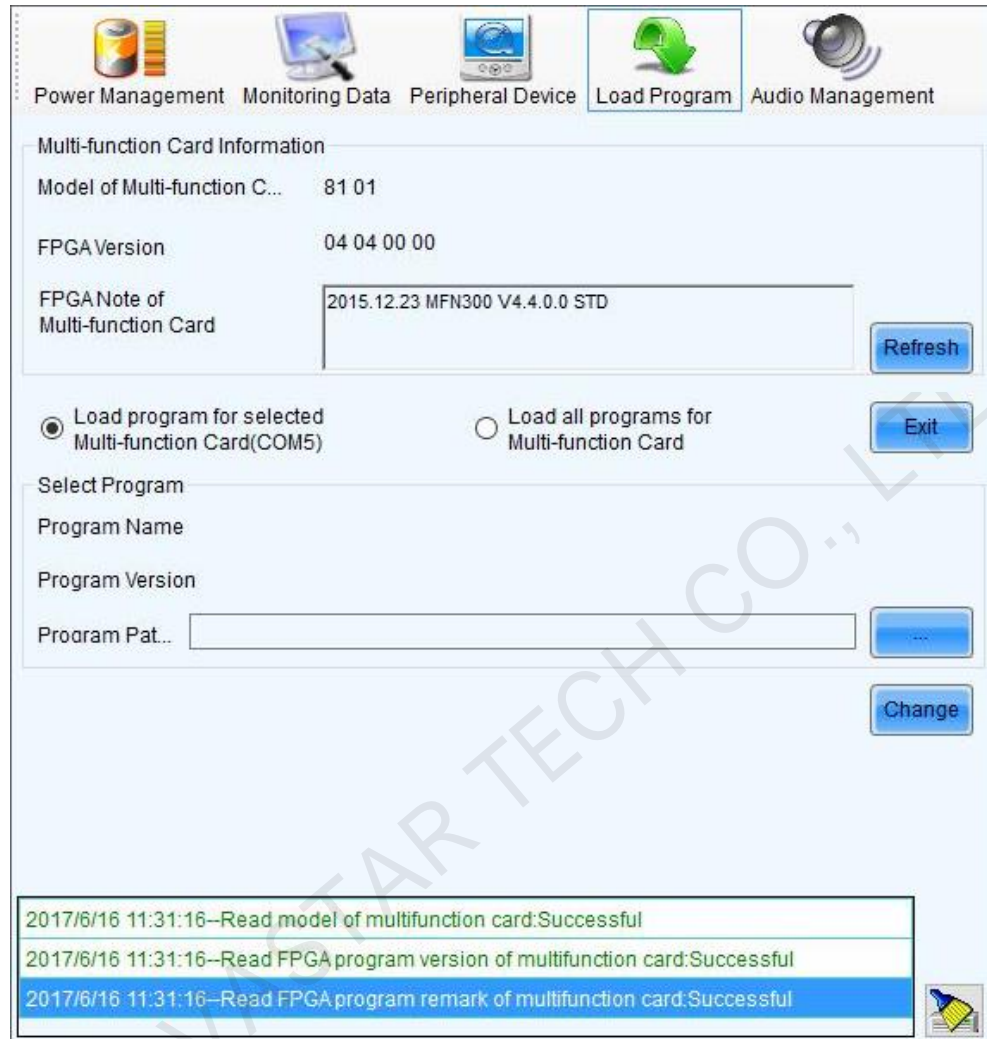 Power Management Monitoring Data Peripheral Device Load Program Audio Management
Multi-function Card Information
Model of Multi-function C... 81 01
FPGA Version 04 04 00 00
FPGA Note of
Multi-function Card
2015.12.23 MFN300 V4.4.0.0 STD
Refresh
Load program for selected
Multi-function Card(COM5)
Load all programs for
Multi-function Card
Exit
Select Program
Program Name
Program Version
Program Pat...
...
Change
2017/6/16 11:31:16--Read model of multifunction card:Successful
2017/6/16 11:31:16--Read FPGA program version of multifunction card:Successful
2017/6/16 11:31:16--Read FPGA program remark of multifunction card:Successful
VASTAR TECH CO., LT